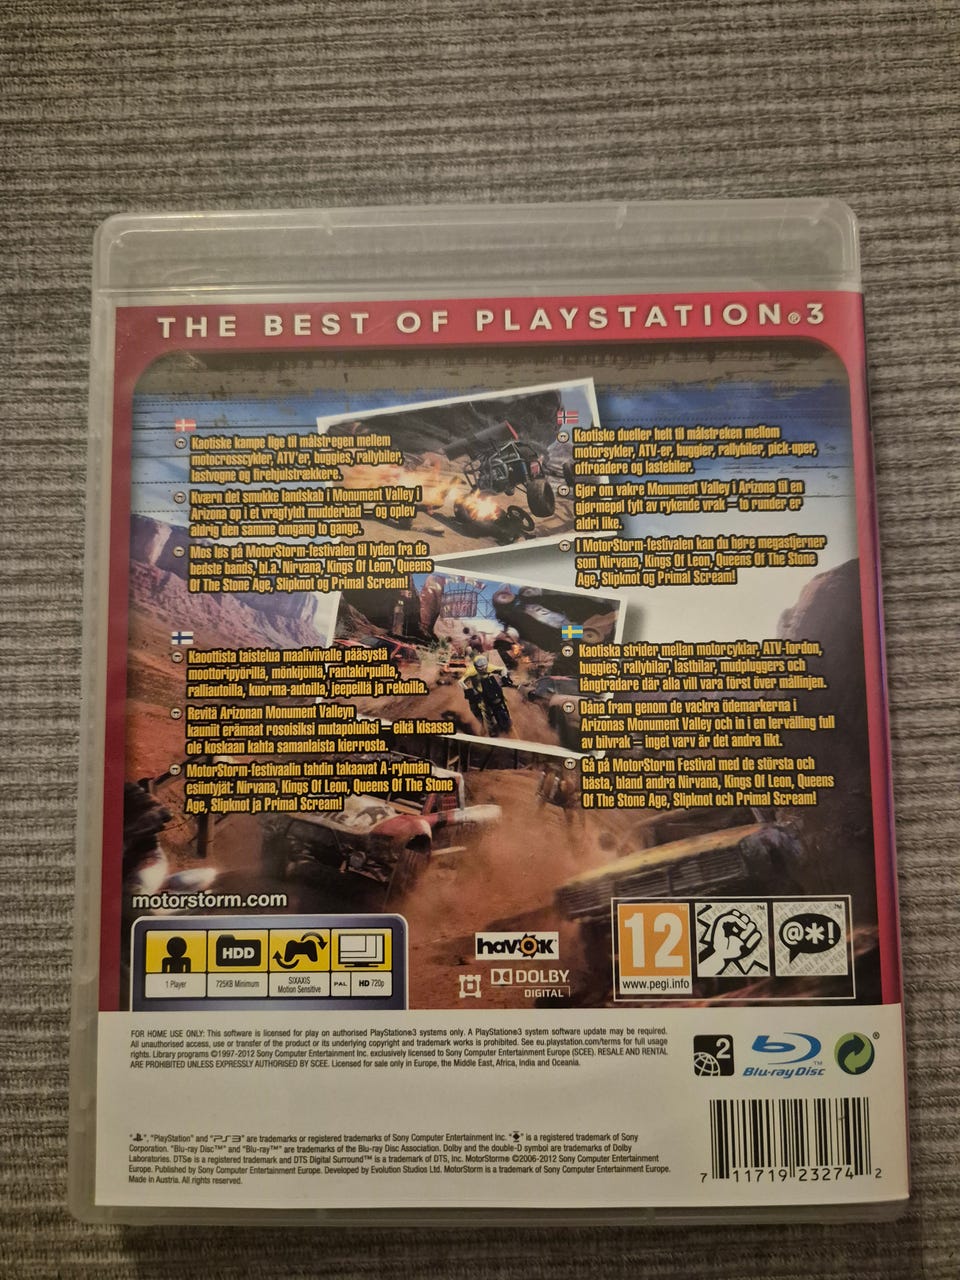 THE BEST OF PLAYSTATION®3
Kaotiske kampe lige til målstregen mellem
motocrosscykler, ATV'er, buggies, rallybiler,
lastvogne og firehjulstrækkere.
Kværn det smukke landskab i Monument Valley i
Arizona op i et vragfyldt mudderbad – og oplev
aldrig den samme omgang to gange.
Mos løs på MotorStorm-festivalen til lyden fra de
bedste bands, bl.a. Nirvana, Kings Of Leon, Queens
Of The Stone Age, Slipknot og Primal Scream!
Kaotiske dueller helt til målstreken mellom
motorsykler, ATV-er, buggier, rallybiler, pick-uper,
offroadere og lastebiler.
Gjør om vakre Monument Valley i Arizona til en
gjørmepøl fylt av rykende vrak – to runder er
aldri like.
I MotorStorm-festivalen kan du høre megastjerner
som Nirvana, Kings Of Leon, Queens Of The Stone
Age, Slipknot og Primal Scream!
Kaoottista taistelua maaliviivalle pääsystä
moottoripyörillä, mönkijöillä, rantakirpuilla,
ralliautoilla, kuorma-autoilla, jeepeillä ja rekoilla.
Revitä Arizonan Monument Valleyn
kauniit erämaat rosoisiksi mutapoluiksi – eikä kisassa
ole koskaan kahta samanlaista kierrosta.
MotorStorm-festivaalin tahdin takaavat A-ryhmän
esiintyjät: Nirvana, Kings Of Leon, Queens Of The Stone
Age, Slipknot ja Primal Scream!
Kaotiska strider mellan motorcyklar, ATV-fordon,
buggies, rallybilar, lastbilar, mudpluggers och
långtradare där alla vill vara först över mållinjen.
Dåna fram genom de vackra ödemarkerna i
Arizonas Monument Valley och in i en lervälling full
av bilvrak – inget varv är det andra likt.
Gå på MotorStorm Festival med de största och
bästa, bland andra Nirvana, Kings Of Leon, Queens
Of The Stone Age, Slipknot och Primal Scream!
motorstorm.com
1 Player
HDD
725KB Minimum
SIXAXIS
Motion Sensitive
PAL
HD 720p
havok
DOLBY
DIGITAL
12
www.pegi.info
@*!
FOR HOME USE ONLY: This software is licensed for play on authorised PlayStation®3 systems only. A PlayStation®3 system software update may be required.
All unauthorised access, use or transfer of the product or its underlying copyright and trademark works is prohibited. See eu.playstation.com/terms for full usage
rights. Library programs ©1997-2012 Sony Computer Entertainment Inc. exclusively licensed to Sony Computer Entertainment Europe (SCEE). RESALE AND RENTAL
ARE PROHIBITED UNLESS EXPRESSLY AUTHORISED BY SCEE. Licensed for sale only in Europe, the Middle East, Africa, India and Oceania.
2
Blu-ray Disc™
", "PlayStation" and "PS3" are trademarks or registered trademarks of Sony Computer Entertainment Inc. " " is a trademark of Sony
Corporation. "Blu-ray Disc™" and "Blu-ray™" are trademarks of the Blu-ray Disc Association. Dolby and the double-D symbol are trademarks of Dolby
Laboratories. DTS® is a registered trademark and DTS Digital Surround™ is a trademark of DTS, Inc. MotorStorm® ©2006-2012 Sony Computer Entertainment
Europe. Published by Sony Computer Entertainment Europe. Developed by Evolution Studios Ltd. MotorStorm is a trademark of Sony Computer Entertainment Europe.
Made in Austria. All rights reserved.
7 11719 23274 2